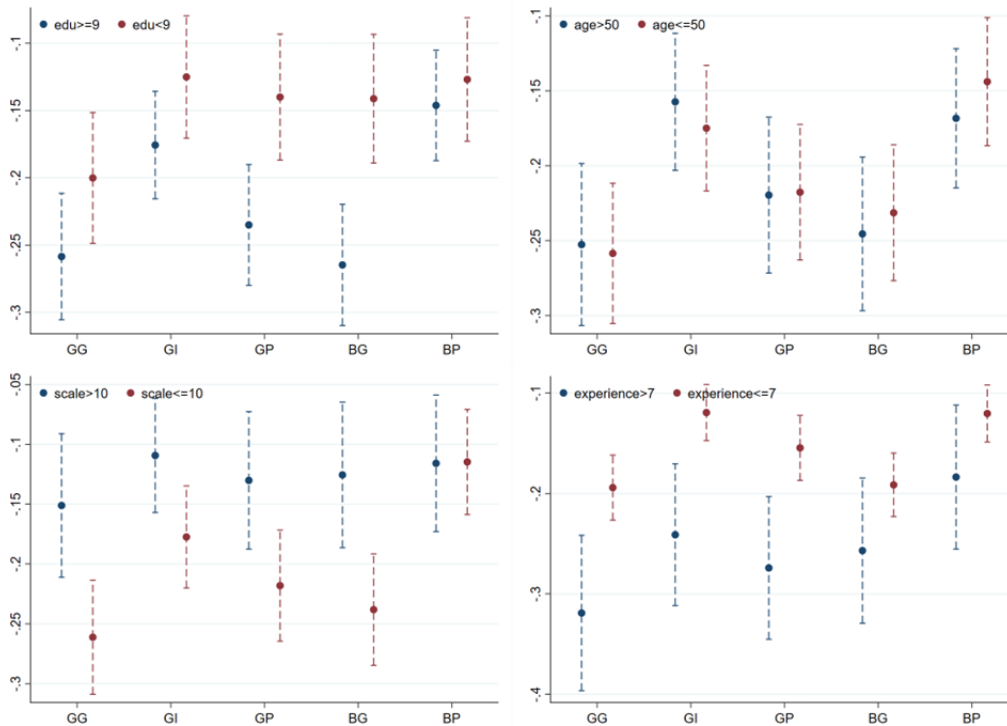 edu>=9 edu<9
-.1
-.15
-.2
-.25
-.3
GG GI GP BG BP
age>50 age<=50
-.1
-.15
-.2
-.25
-.3
GG GI GP BG BP
scale>10 scale<=10
-.05
-.1
-.15
-.2
-.25
-.3
GG GI GP BG BP
experience>7 experience<=7
-.1
-.2
-.3
-.4
GG GI GP BG BP